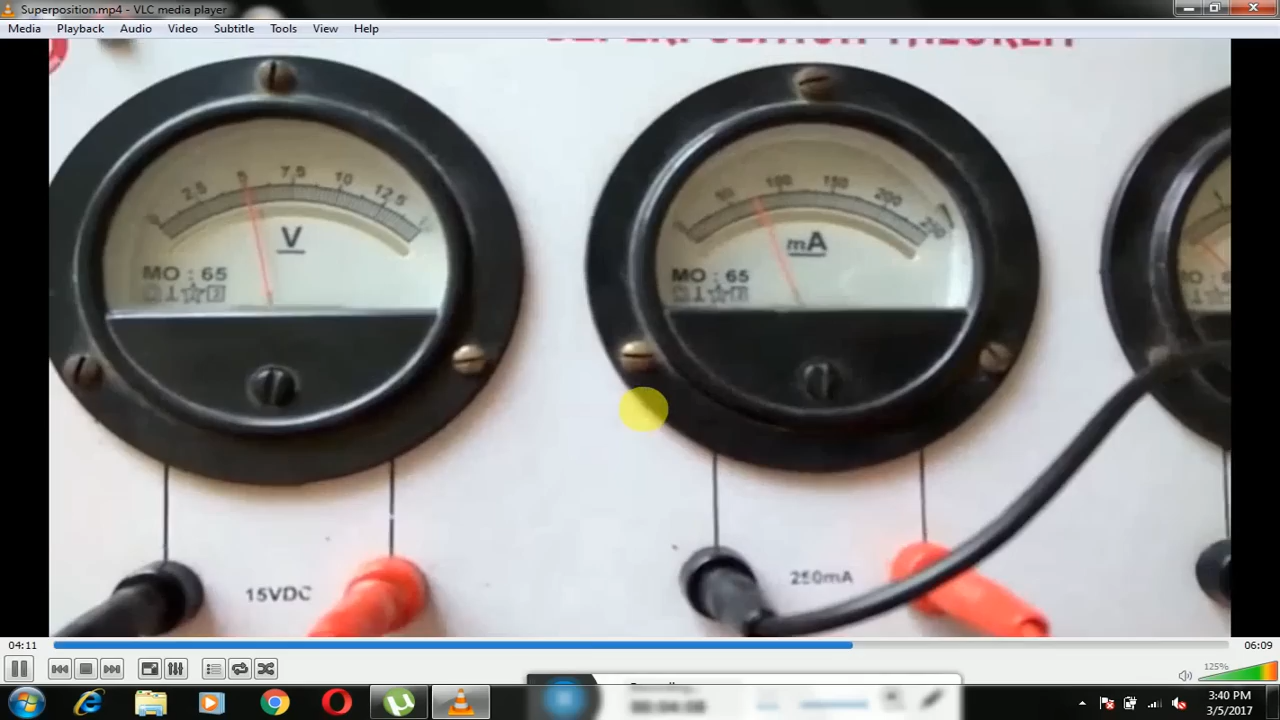 Superposition.mp4 - VLC media player
Media Playback Audio Video Subtitle Tools View Help
2.5 5 7.5 10 12.5
V
MO : 65
50 100 150 200 250
mA
MO : 65
15VDC
250mA
04:11
06:09
125%
3:40 PM
3/5/2017